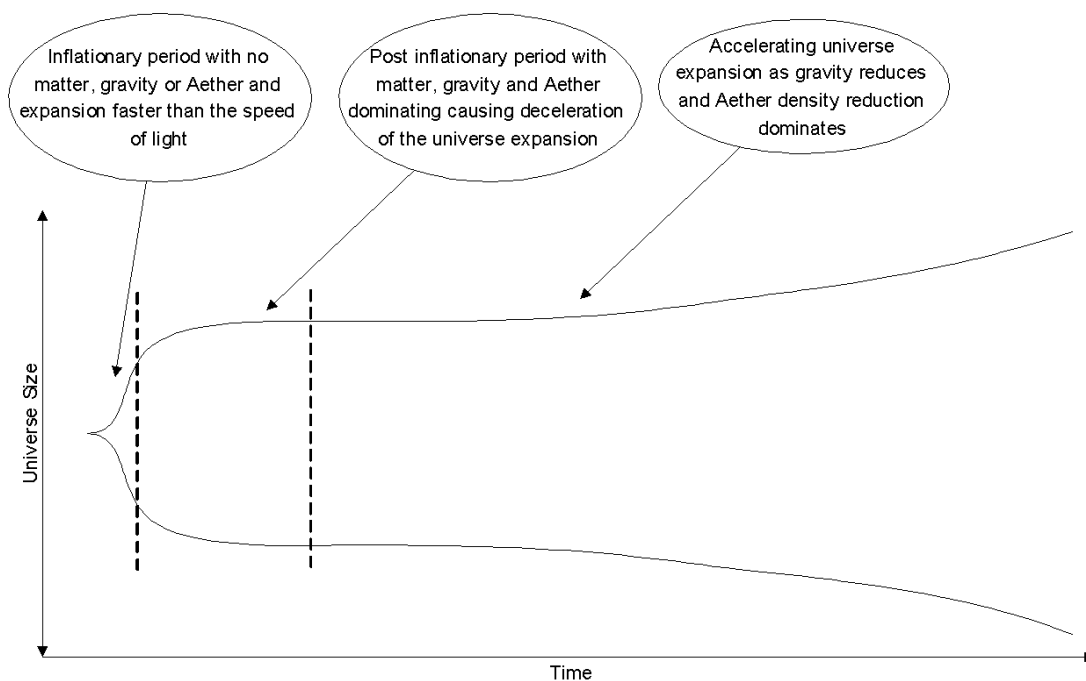 Inflationary period with no
matter, gravity or Aether and
expansion faster than the speed
of light
Post inflationary period with
matter, gravity and Aether
dominating causing deceleration
of the universe expansion
Accelerating universe
expansion as gravity reduces
and Aether density reduction
dominates
Universe Size
Time